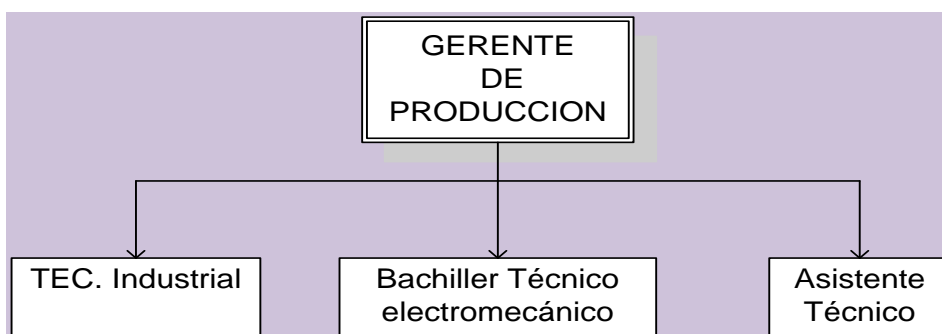 GERENTE
DE
PRODUCCION
TEC. Industrial
Bachiller Técnico
electromecánico
Asistente
Técnico